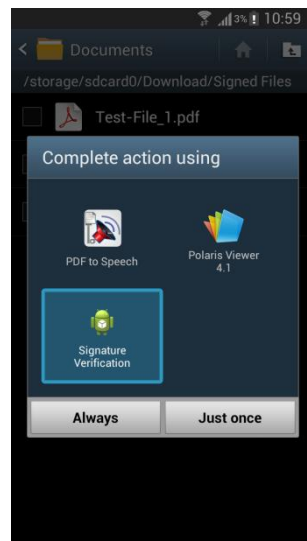 3% 10:59
Documents
/storage/sdcard0/Download/Signed Files
Test-File_1.pdf
Complete action using
PDF to Speech
Polaris Viewer
4.1
Signature
Verification
Always
Just once